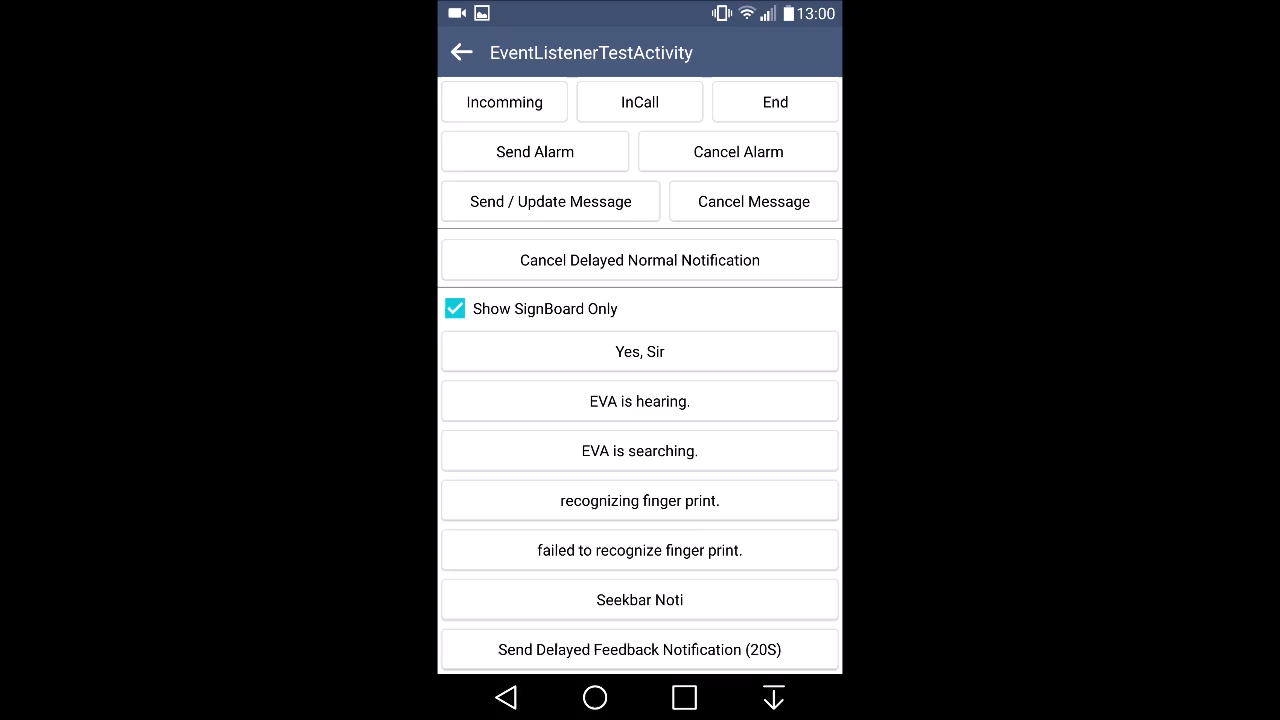 13:00
EventListenerTestActivity
Incomming InCall End
Send Alarm Cancel Alarm
Send / Update Message Cancel Message
Cancel Delayed Normal Notification
Show SignBoard Only
Yes, Sir
EVA is hearing.
EVA is searching.
recognizing finger print.
failed to recognize finger print.
Seekbar Noti
Send Delayed Feedback Notification (20S)